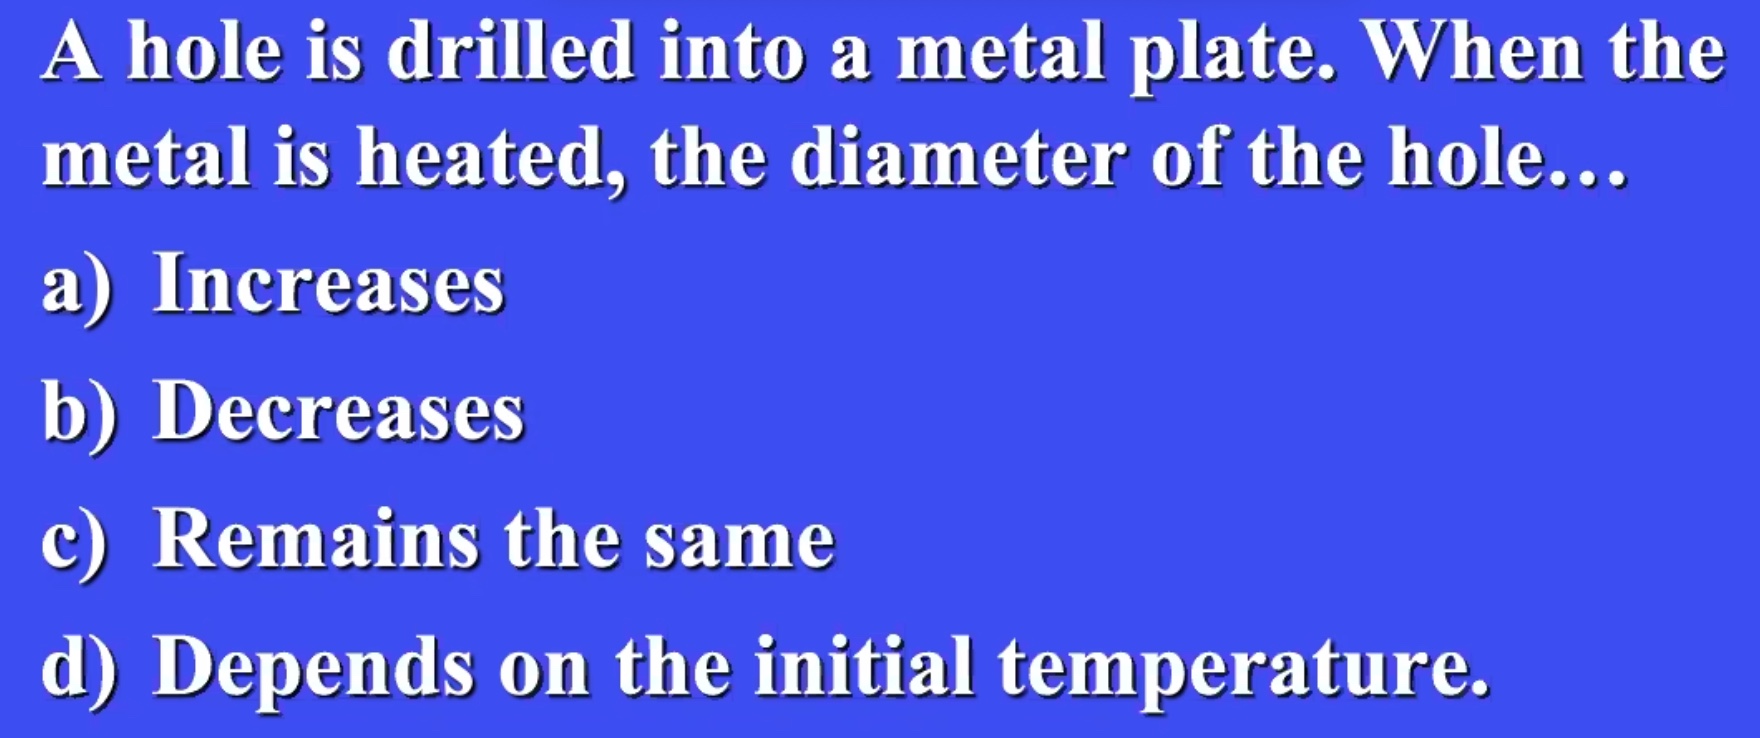 A hole is drilled into a metal plate. When the
metal is heated, the diameter of the hole...
a) Increases
b) Decreases
c) Remains the same
d) Depends on the initial temperature.